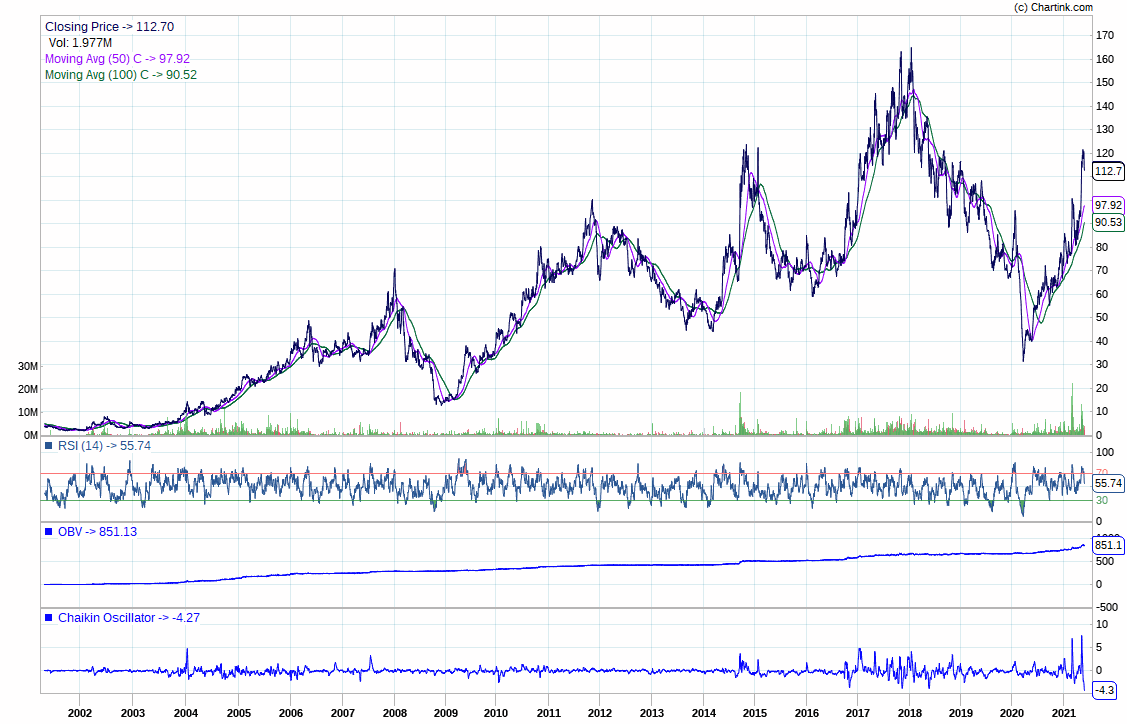 (c) Chartink.com
Closing Price -> 112.70
Vol: 1.977M
Moving Avg (50) C -> 97.92
Moving Avg (100) C -> 90.52
170
160
150
140
130
120
112.7
97.92
90.53
80
70
60
50
40
30
20
10
0
30M
20M
10M
0M
RSI (14) -> 55.74
100
70
55.74
30
0
OBV -> 851.13
1000
851.1
500
0
-500
Chaikin Oscillator -> -4.27
10
5
0
-4.3
2002 2003 2004 2005 2006 2007 2008 2009 2010 2011 2012 2013 2014 2015 2016 2017 2018 2019 2020 2021